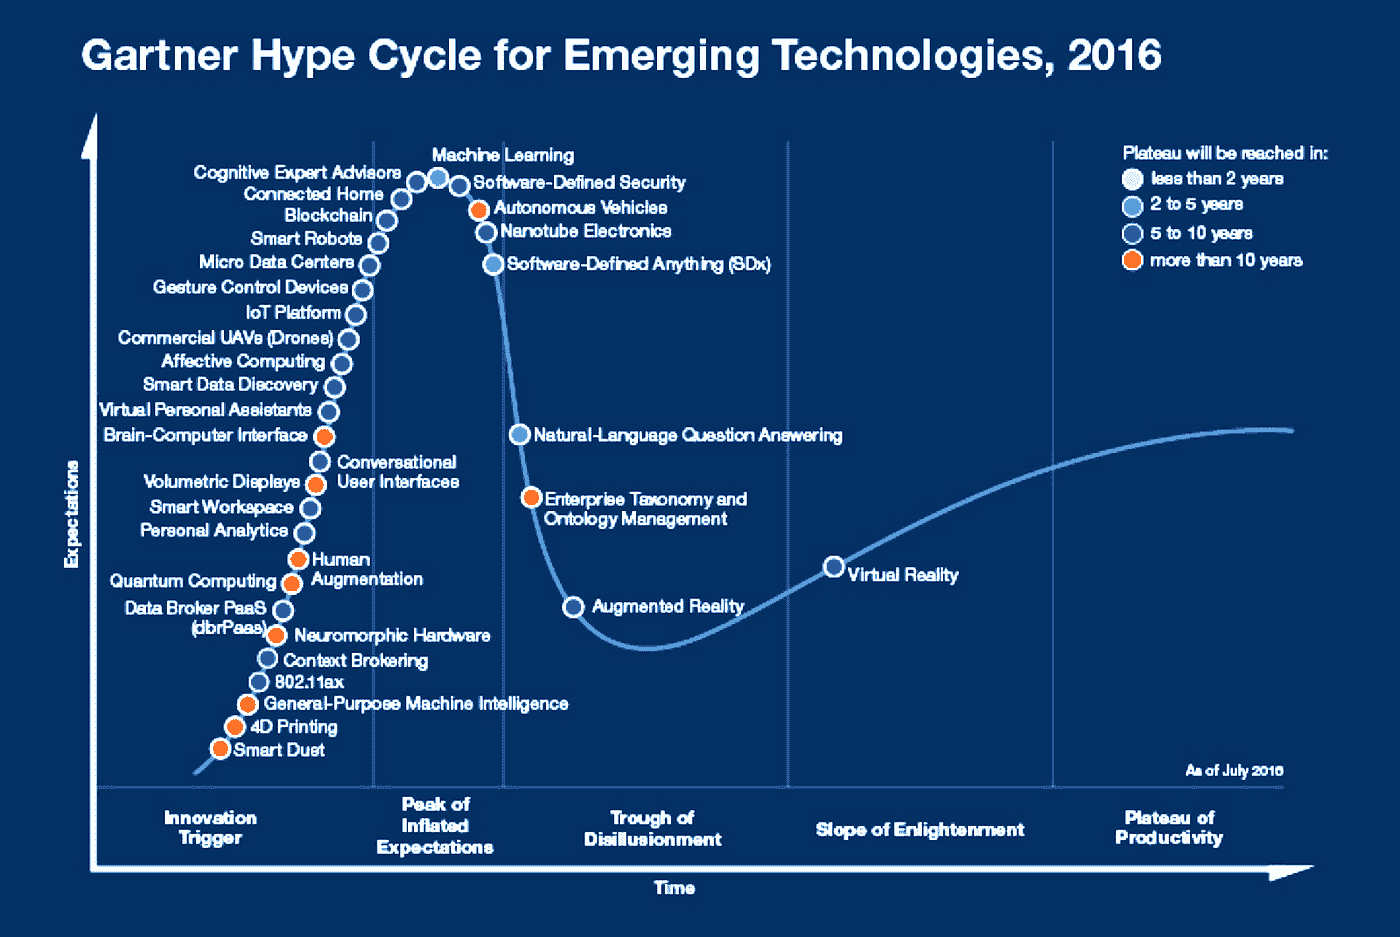 Gartner Hype Cycle for Emerging Technologies, 2016
Plateau will be reached in:
less than 2 years
2 to 5 years
5 to 10 years
more than 10 years
Expectations
Machine Learning
Cognitive Expert Advisors
Software-Defined Security
Connected Home
Autonomous Vehicles
Blockchain
Nanotube Electronics
Smart Robots
Micro Data Centers
Software-Defined Anything (SDx)
Gesture Control Devices
IoT Platform
Commercial UAVs (Drones)
Affective Computing
Smart Data Discovery
Virtual Personal Assistants
Brain-Computer Interface
Natural-Language Question Answering
Conversational
User Interfaces
Volumetric Displays
Smart Workspace
Enterprise Taxonomy and
Ontology Management
Personal Analytics
Human
Augmentation
Quantum Computing
Virtual Reality
Data Broker PaaS
(dbrPaas)
Augmented Reality
Neuromorphic Hardware
Context Brokering
802.11ax
General-Purpose Machine Intelligence
4D Printing
Smart Dust
As of July 2016
Innovation
Trigger
Peak of
Inflated
Expectations
Trough of
Disillusionment
Slope of Enlightenment
Plateau of
Productivity
Time